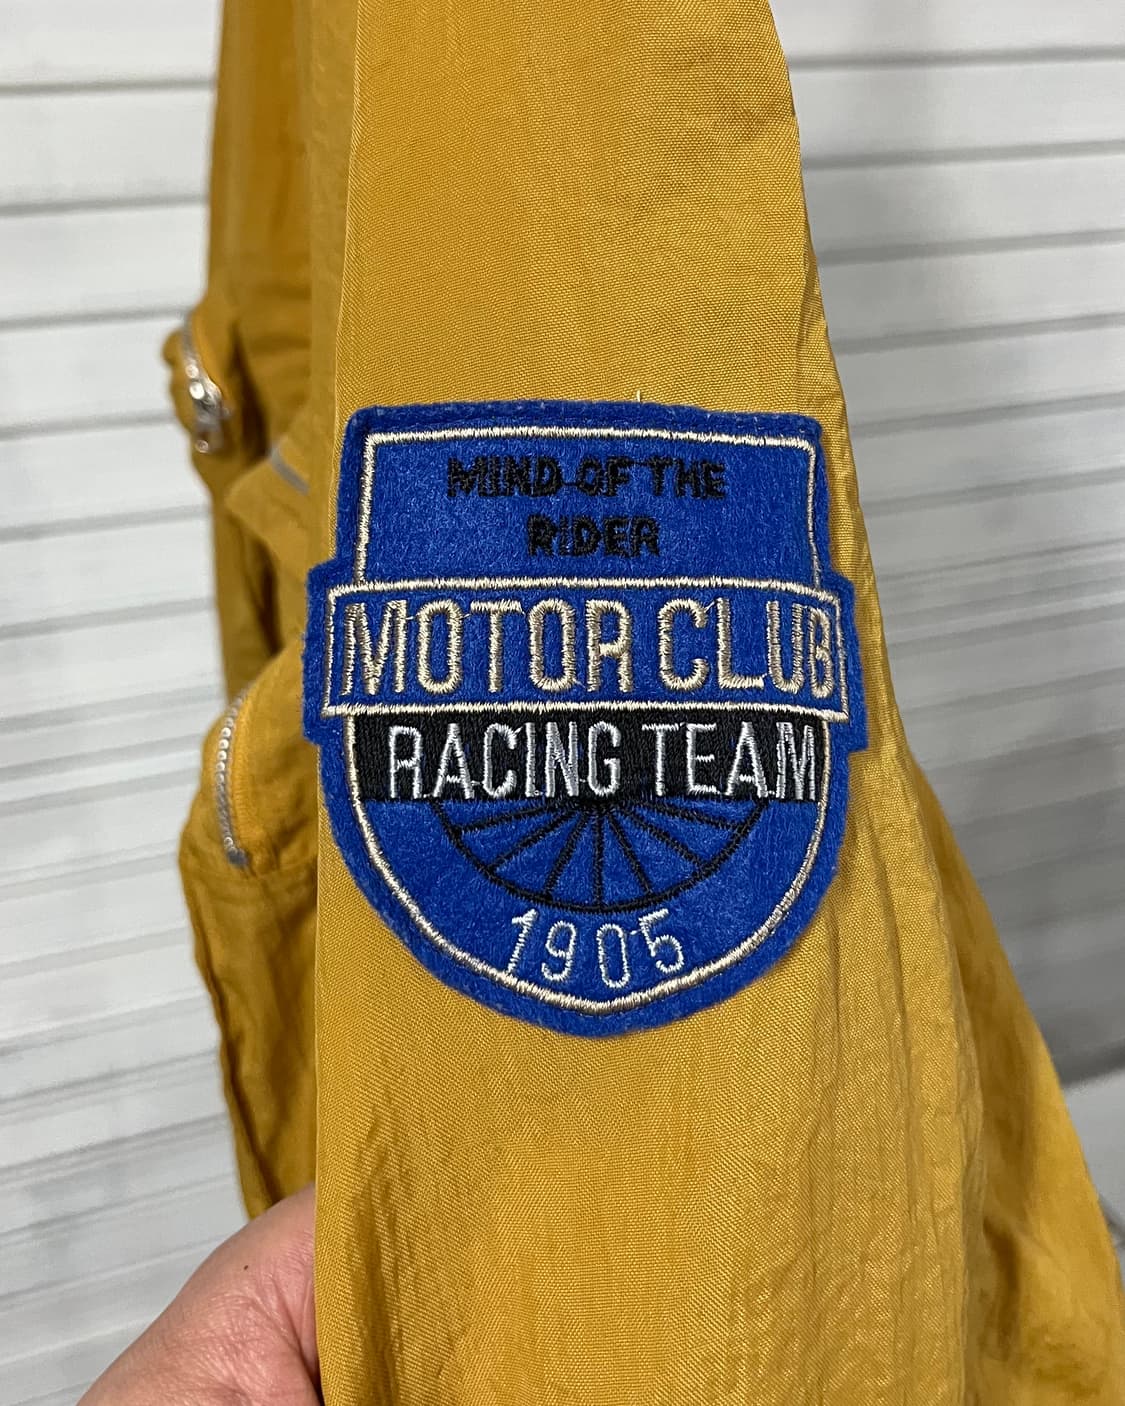 MIND OF THE
RIDER
MOTOR CLUB
RACING TEAM
1905